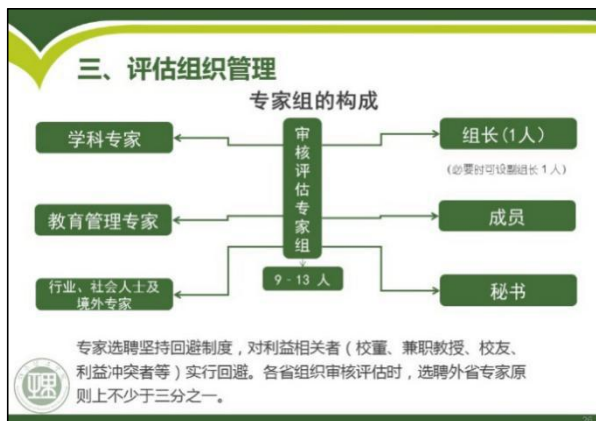 三、评估组织管理
专家组的构成
学科专家
教育管理专家
行业、社会人士及
境外专家
审核评估专家组
9-13 人
组长(1人)
(必要时可设副组长 1 人)
成员
秘书
专家选聘坚持回避制度，对利益相关者（校董、兼职教授、校友、
利益冲突者等）实行回避。各省组织审核评估时，选聘外省专家原
则上不少于三分之一。